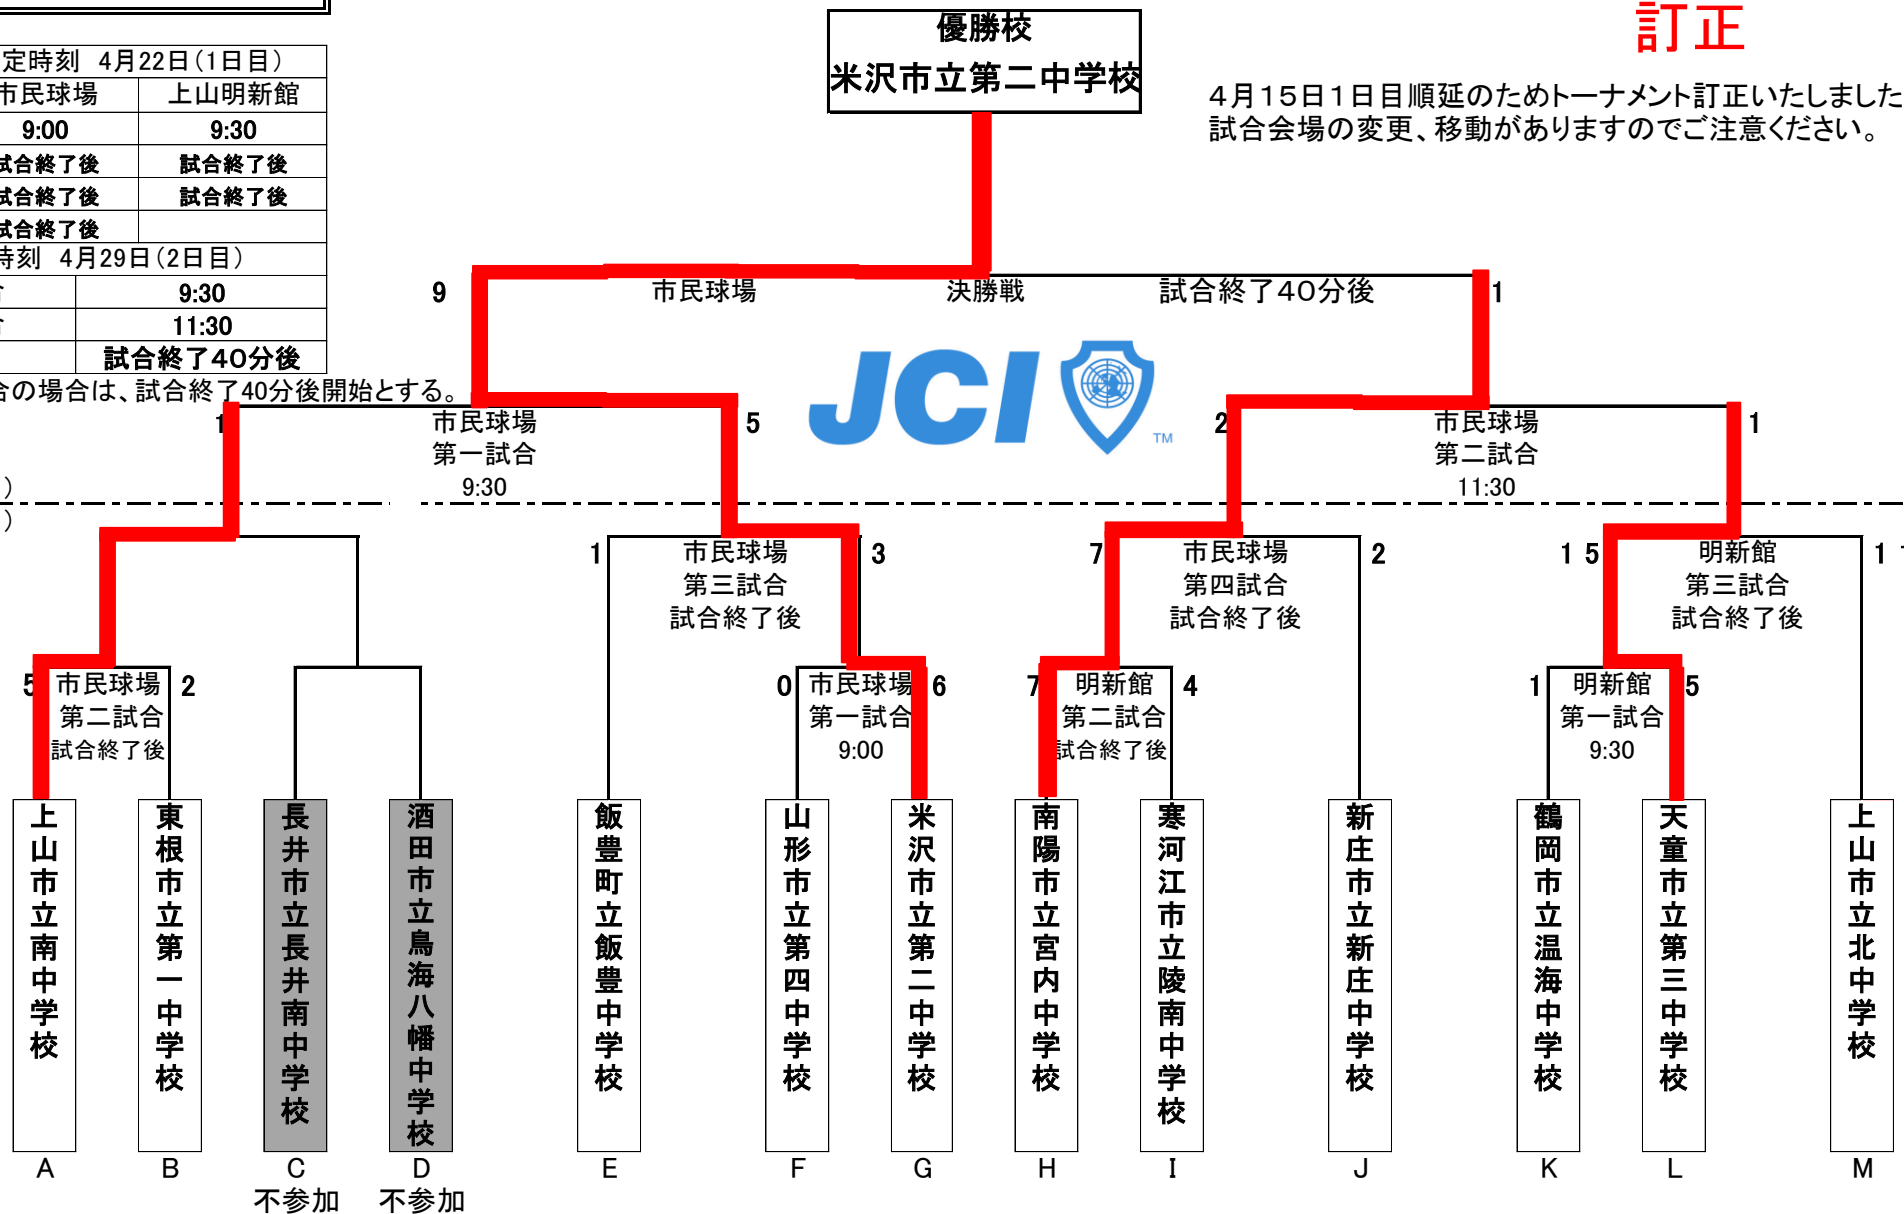 優勝校
米沢市立第二中学校
訂正
4月15日1日目順延のためトーナメント訂正いたしました
試合会場の変更、移動がありますのでご注意ください。
定時刻 4月22日(1日目)
市民球場 上山明新館
9:00 9:30
試合終了後 試合終了後
試合終了後 試合終了後
試合終了後
時刻 4月29日(2日目)
合 9:30
合 11:30
試合終了40分後
合の場合は、試合終了40分後開始とする。
9 市民球場 決勝戦 試合終了40分後 1
JCI ™
1 市民球場 5 2 市民球場 1
第一試合 第二試合
9:30 11:30
)
)
1 市民球場 3 7 市民球場 2 15 明新館 1
第三試合 第四試合 第三試合
試合終了後 試合終了後 試合終了後
5 市民球場 2 0 市民球場 6 7 明新館 4 1 明新館 5
第二試合 第一試合 第二試合 第一試合
試合終了後 9:00 試合終了後 9:30
上山市立南中学校
東根市立第一中学校
長井市立長井南中学校
酒田市立鳥海八幡中学校
飯豊町立飯豊中学校
山形市立第四中学校
米沢市立第二中学校
南陽市立宮内中学校
寒河江市立陵南中学校
新庄市立新庄中学校
鶴岡市立温海中学校
天童市立第三中学校
上山市立北中学校
A B C D E F G H I J K L M
不参加 不参加